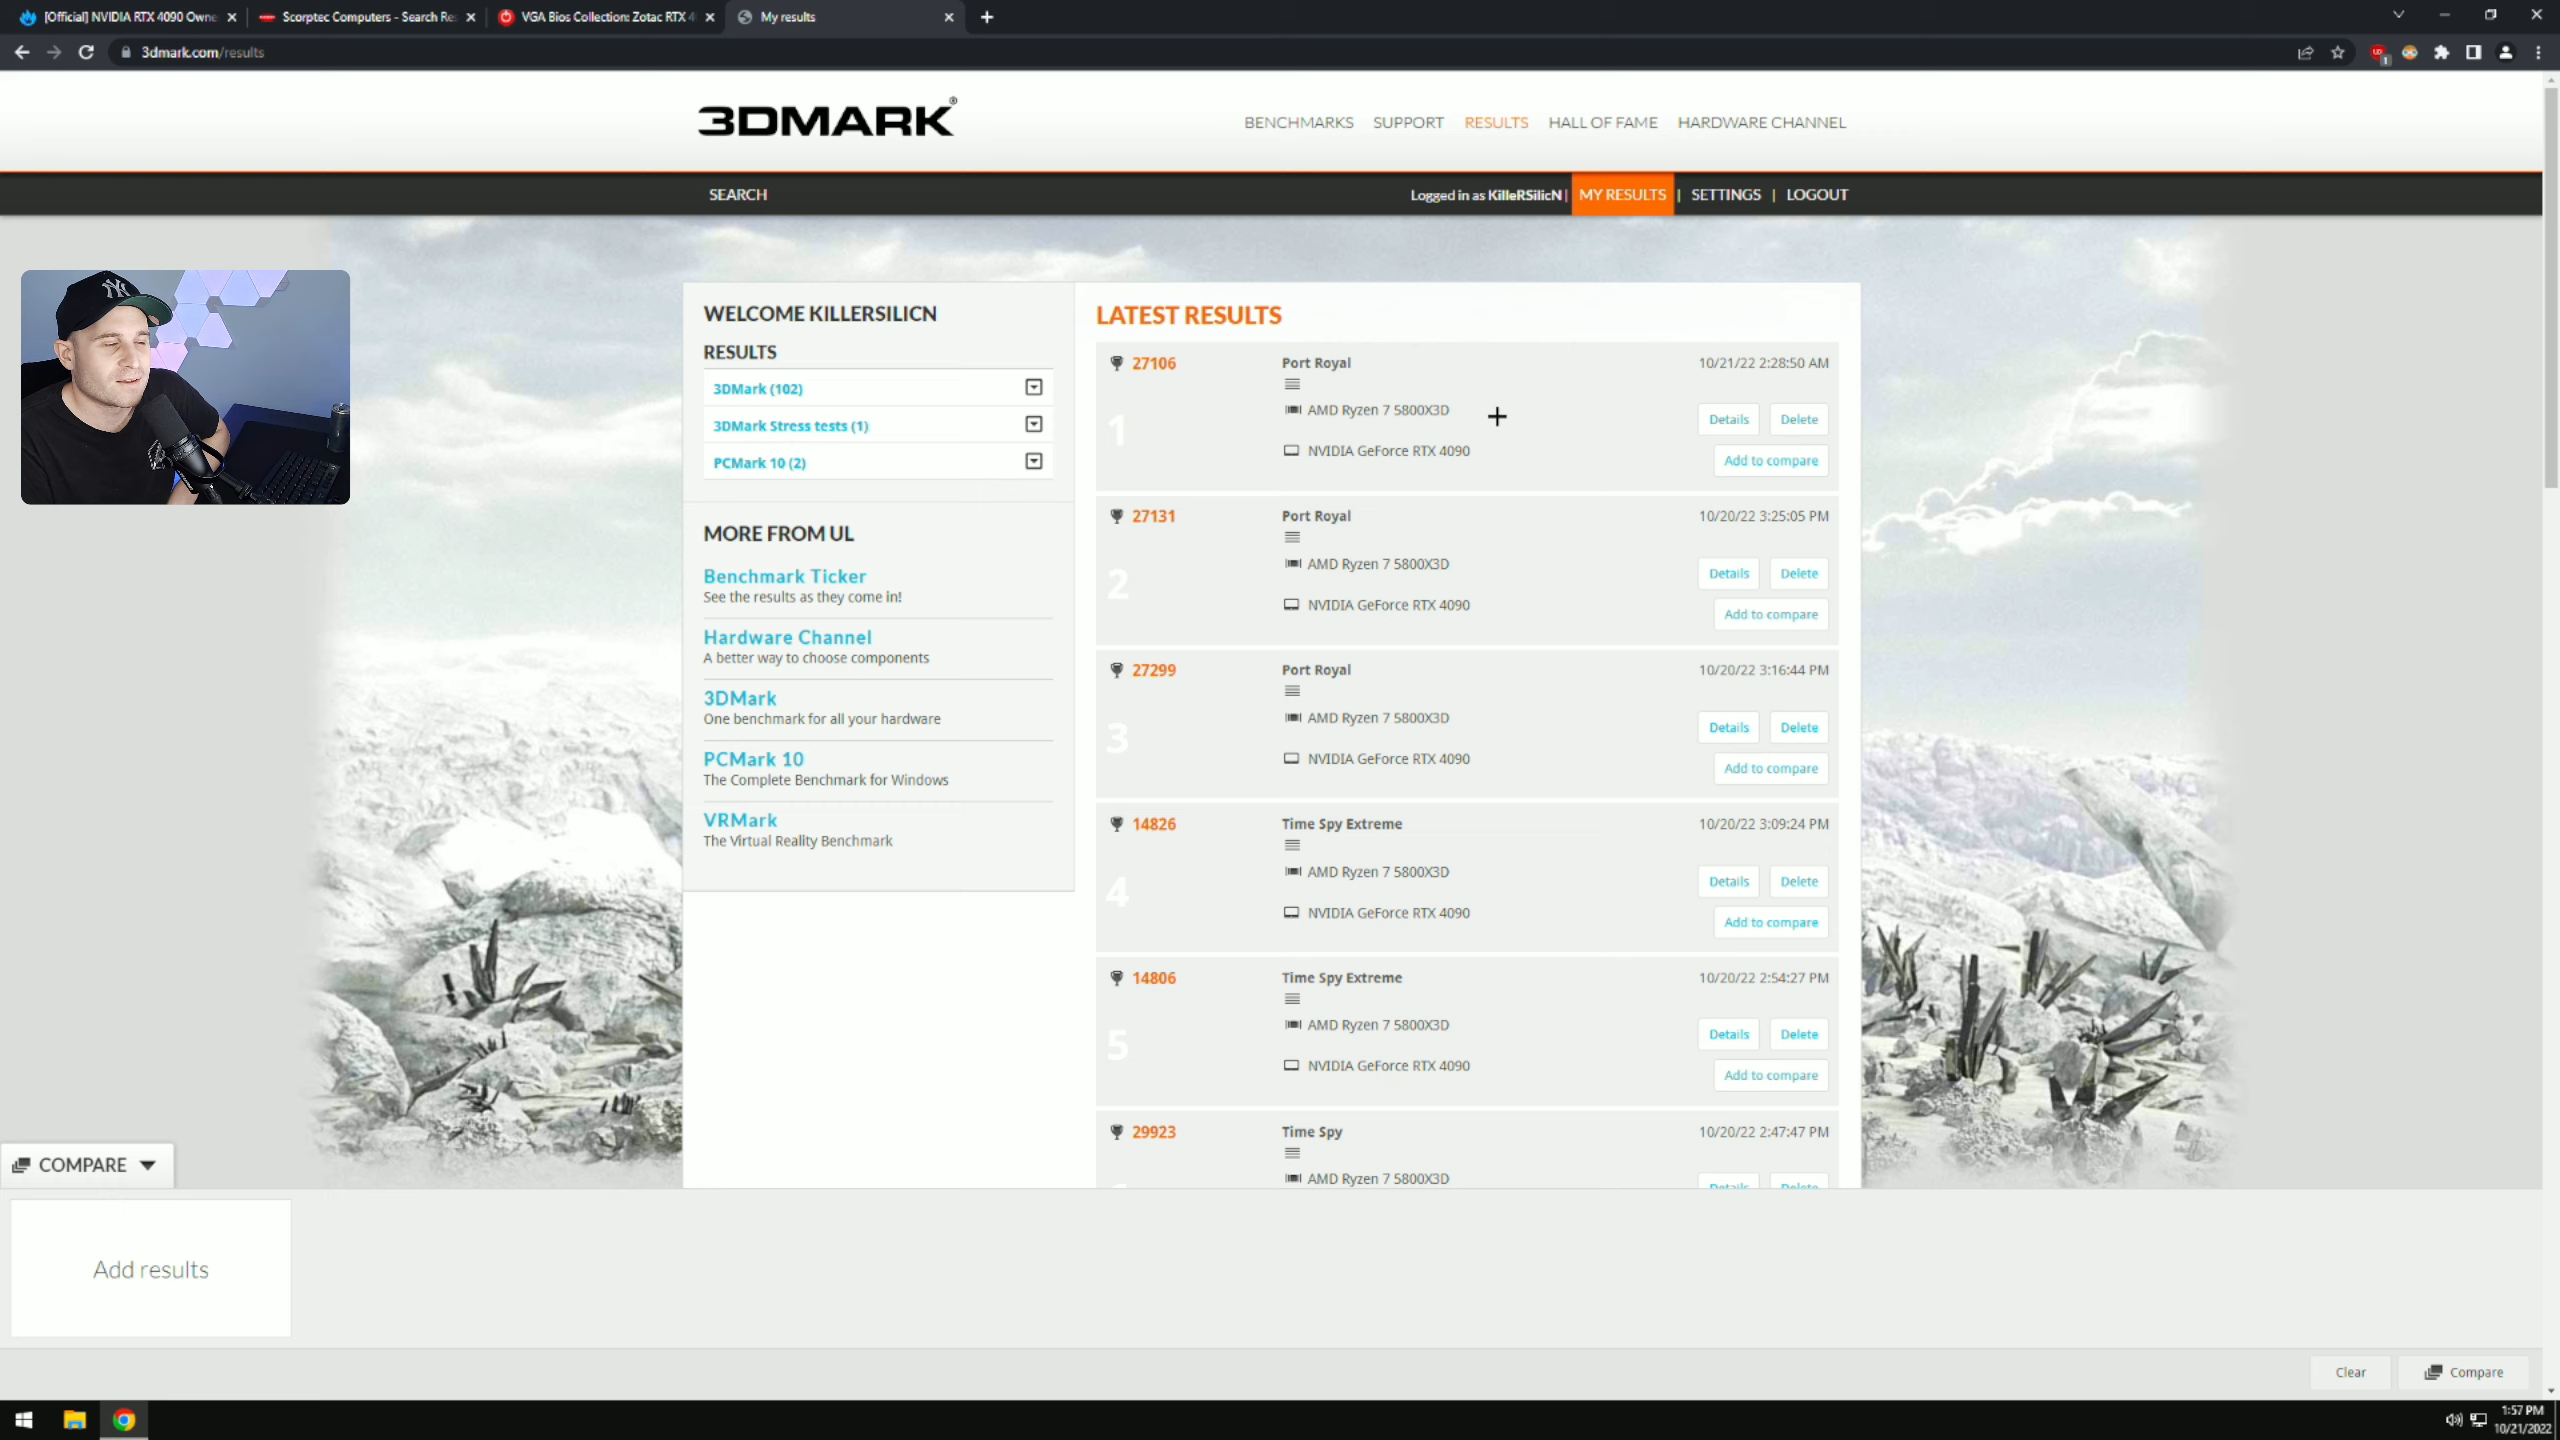 [Official] NVIDIA RTX 4090 Owne
Scorptec Computers - Search Re
VGA Bios Collection: Zotac RTX 4
My results
3dmark.com/results
3DMARK®
BENCHMARKS
SUPPORT
RESULTS
HALL OF FAME
HARDWARE CHANNEL
SEARCH
Logged in as KilleRSilicN |
MY RESULTS
| SETTINGS | LOGOUT
WELCOME KILLERSILICN
RESULTS
3DMark (102)
3DMark Stress tests (1)
PCMark 10 (2)
MORE FROM UL
Benchmark Ticker
See the results as they come in!
Hardware Channel
A better way to choose components
3DMark
One benchmark for all your hardware
PCMark 10
The Complete Benchmark for Windows
VRMark
The Virtual Reality Benchmark
LATEST RESULTS
27106 Port Royal 10/21/22 2:28:50 AM
1
AMD Ryzen 7 5800X3D
Details Delete
NVIDIA GeForce RTX 4090
Add to compare
27131 Port Royal 10/20/22 3:25:05 PM
2
AMD Ryzen 7 5800X3D
Details Delete
NVIDIA GeForce RTX 4090
Add to compare
27299 Port Royal 10/20/22 3:16:44 PM
3
AMD Ryzen 7 5800X3D
Details Delete
NVIDIA GeForce RTX 4090
Add to compare
14826 Time Spy Extreme 10/20/22 3:09:24 PM
4
AMD Ryzen 7 5800X3D
Details Delete
NVIDIA GeForce RTX 4090
Add to compare
14806 Time Spy Extreme 10/20/22 2:54:27 PM
5
AMD Ryzen 7 5800X3D
Details Delete
NVIDIA GeForce RTX 4090
Add to compare
29923 Time Spy 10/20/22 2:47:47 PM
AMD Ryzen 7 5800X3D
Details Delete
COMPARE
Add results
Clear
Compare
1:57 PM
10/21/2022